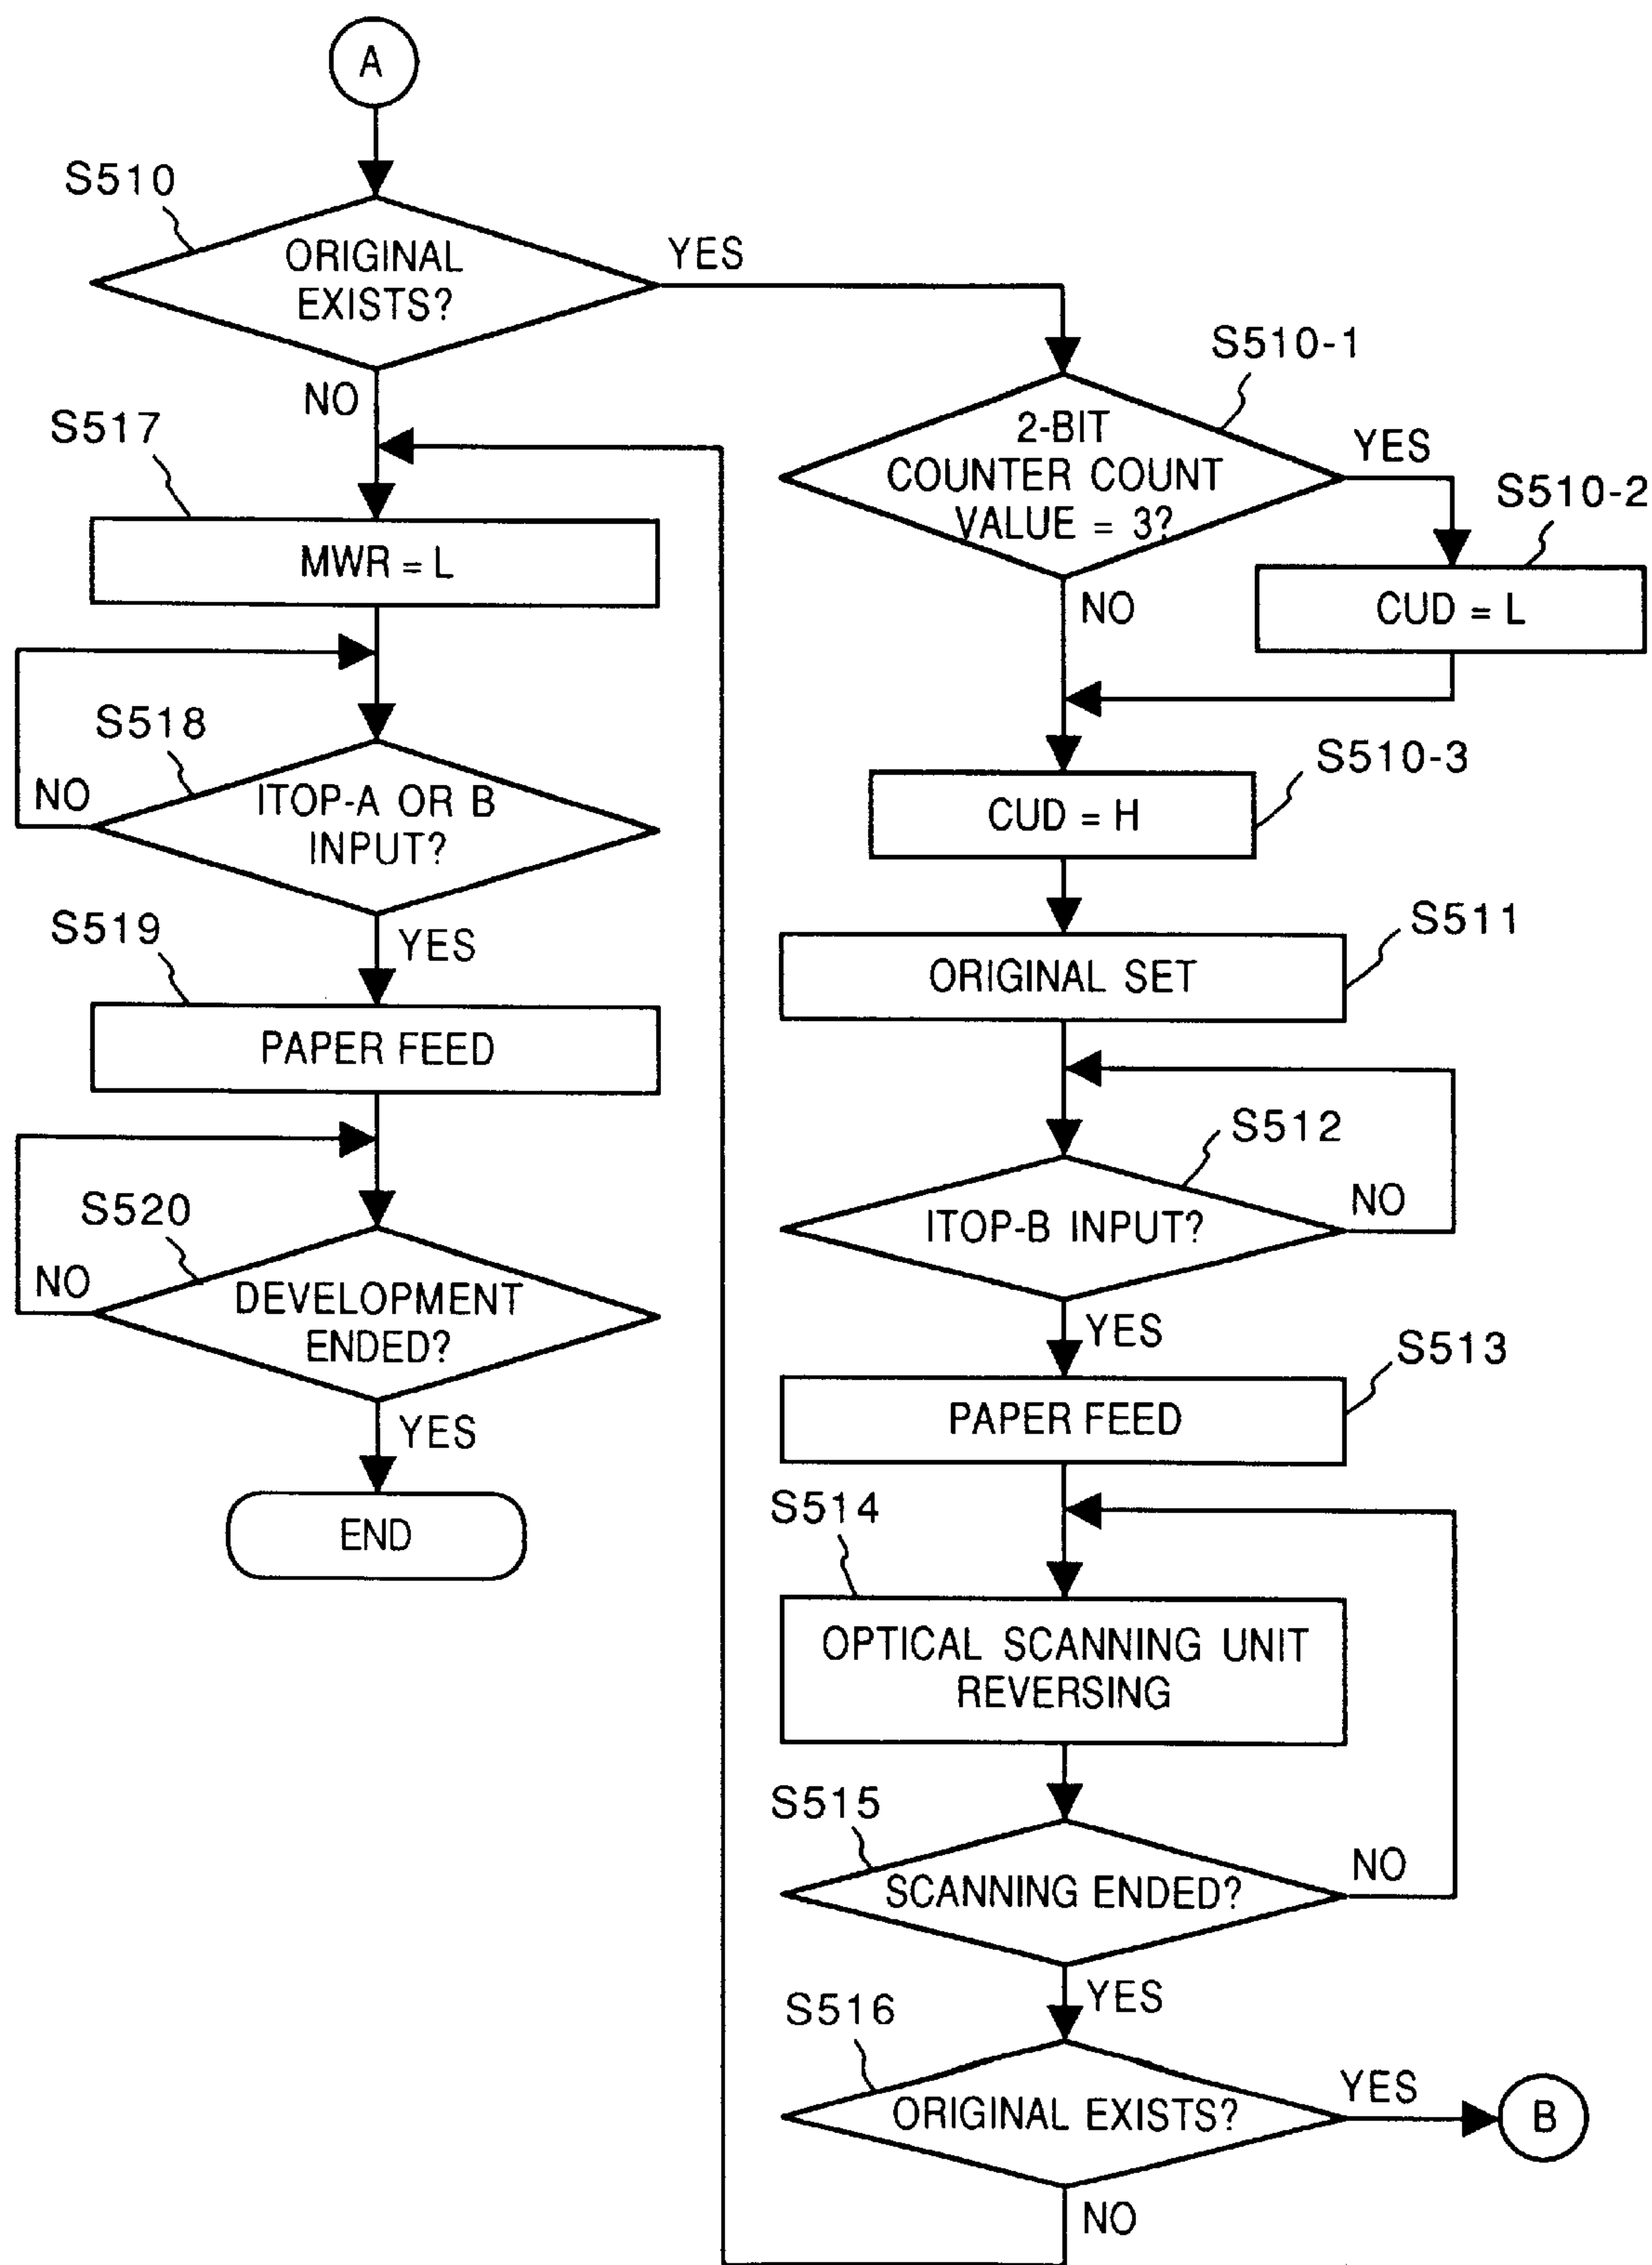 A
S510
ORIGINAL
EXISTS?
YES
NO
S517
MWR = L
S518
ITOP-A OR B
INPUT?
NO
YES
S519
PAPER FEED
S520
DEVELOPMENT
ENDED?
NO
YES
END
S510-1
2-BIT
COUNTER COUNT
VALUE = 3?
YES
NO
S510-2
CUD = L
S510-3
CUD = H
S511
ORIGINAL SET
S512
ITOP-B INPUT?
NO
YES
S513
PAPER FEED
S514
OPTICAL SCANNING UNIT
REVERSING
S515
SCANNING ENDED?
NO
YES
S516
ORIGINAL EXISTS?
YES
B
NO